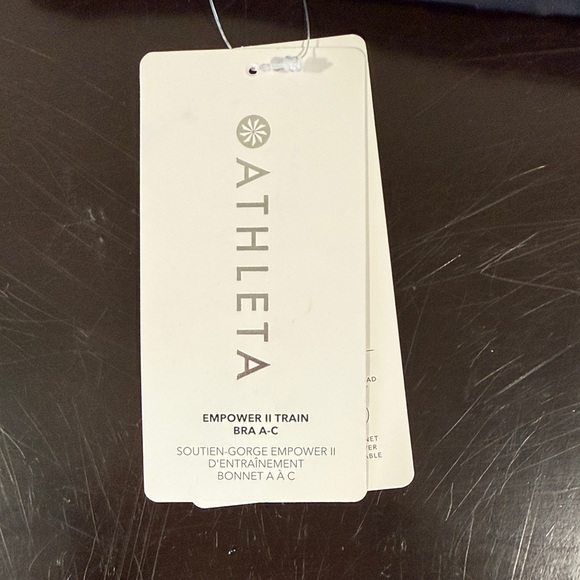 ATHLETA
EMPOWER II TRAIN
BRA A-C
SOUTIEN-GORGE EMPOWER II
D'ENTRAÎNEMENT
BONNET A À C